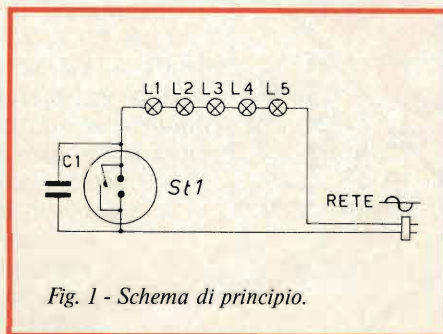 L1 L2 L3 L4 L5
C1
St1
RETE
Fig. 1 - Schema di principio.